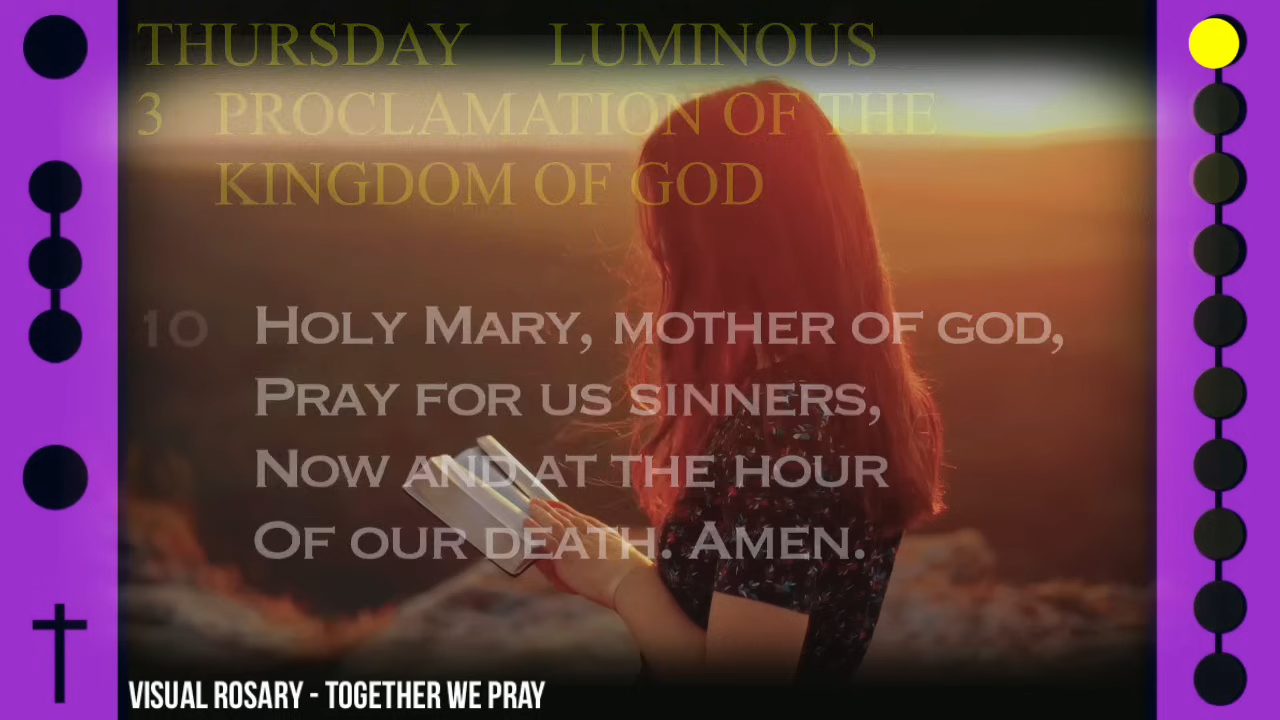 THURSDAY LUMINOUS
3 PROCLAMATION OF THE
KINGDOM OF GOD
10 HOLY MARY, MOTHER OF GOD,
PRAY FOR US SINNERS,
NOW AND AT THE HOUR
OF OUR DEATH. AMEN.
VISUAL ROSARY - TOGETHER WE PRAY